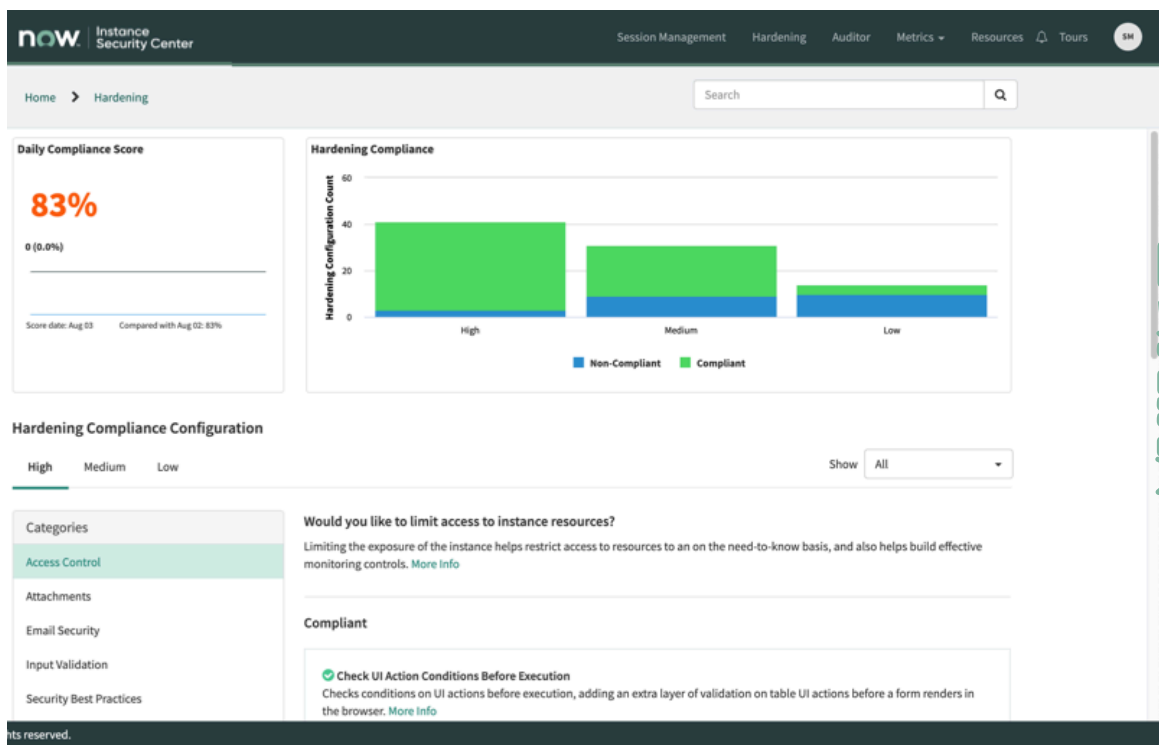 now. Instance
Security Center
Session Management Hardening Auditor Metrics Resources Tours SM
Home > Hardening
Search
Daily Compliance Score
83%
0 (0.0%)
Score date: Aug 03 Compared with Aug 02: 83%
Hardening Compliance
Hardening Configuration Count
60
40
20
0
High Medium Low
Non-Compliant Compliant
Hardening Compliance Configuration
High Medium Low
Show All
Categories
Access Control
Attachments
Email Security
Input Validation
Security Best Practices
Would you like to limit access to instance resources?
Limiting the exposure of the instance helps restrict access to resources to an on the need-to-know basis, and also helps build effective
monitoring controls. More Info
Compliant
Check UI Action Conditions Before Execution
Checks conditions on UI actions before execution, adding an extra layer of validation on table UI actions before a form renders in
the browser. More Info
hts reserved.